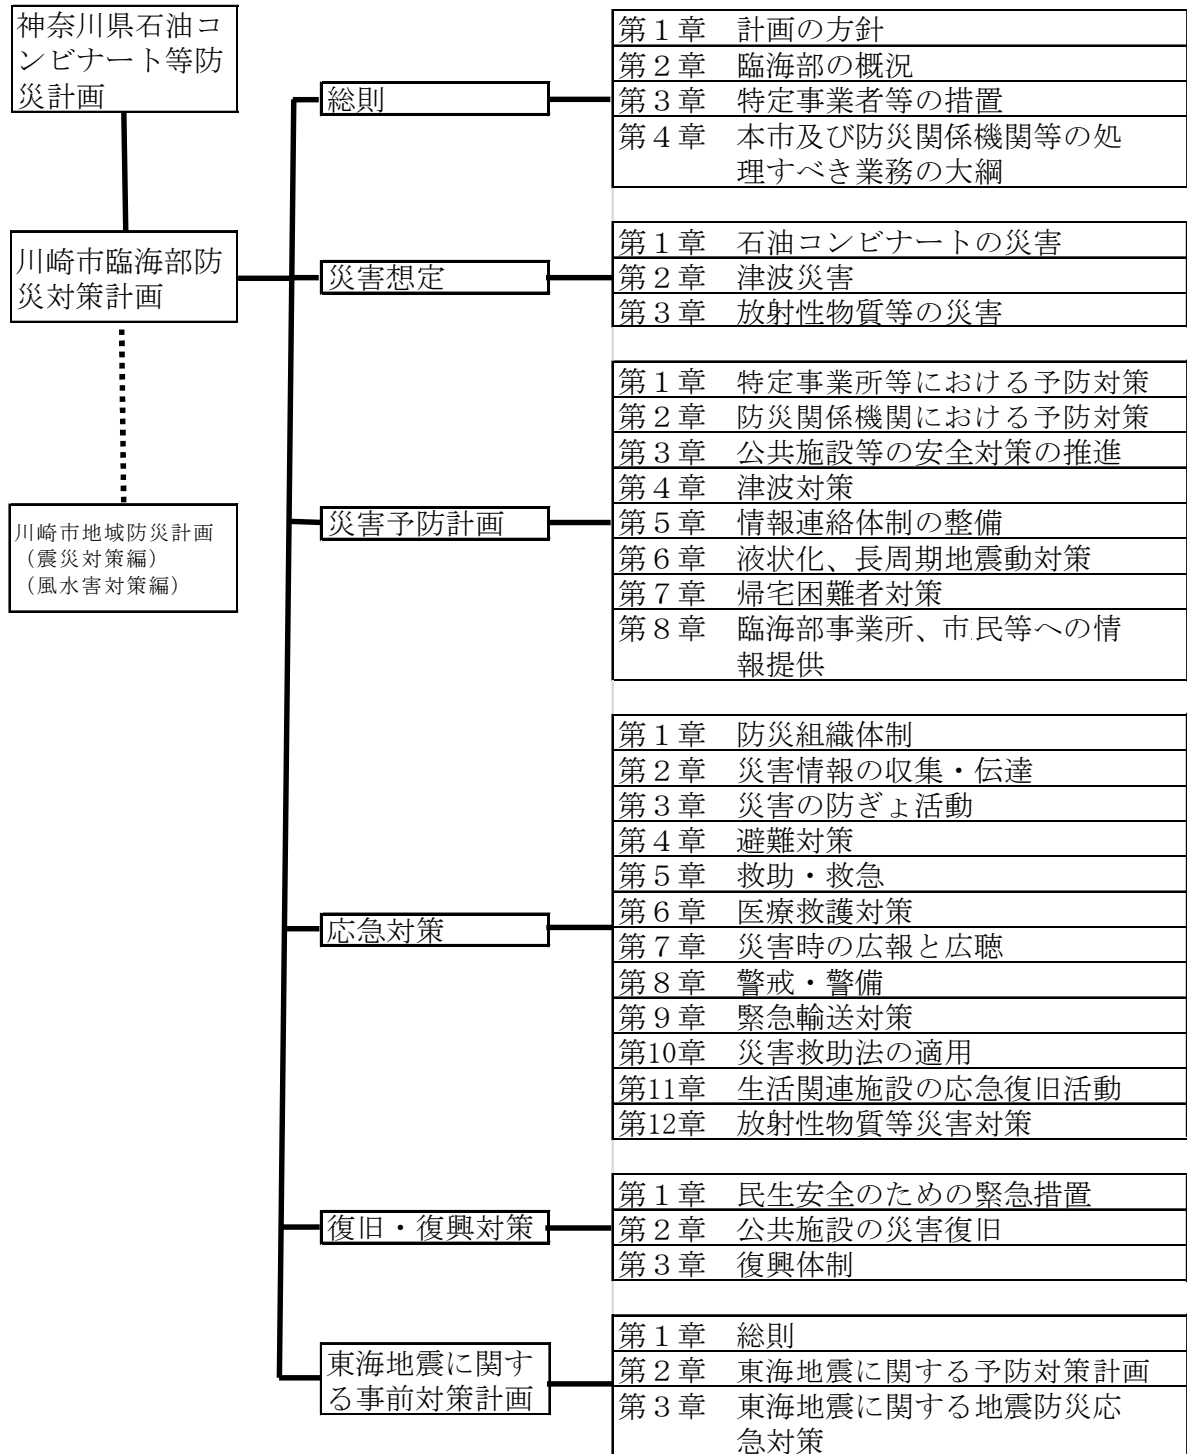 神奈川県石油コ
ンビナート等防
災計画
川崎市臨海部防
災対策計画
川崎市地域防災計画
（震災対策編）
（風水害対策編）
総則
第１章　計画の方針
第２章　臨海部の概況
第３章　特定事業者等の措置
第４章　本市及び防災関係機関等の処
理すべき業務の大綱
災害想定
第１章　石油コンビナートの災害
第２章　津波災害
第３章　放射性物質等の災害
災害予防計画
第１章　特定事業所等における予防対策
第２章　防災関係機関における予防対策
第３章　公共施設等の安全対策の推進
第４章　津波対策
第５章　情報連絡体制の整備
第６章　液状化、長周期地震動対策
第７章　帰宅困難者対策
第８章　臨海部事業所、市民等への情
報提供
応急対策
第１章　防災組織体制
第２章　災害情報の収集・伝達
第３章　災害の防ぎょ活動
第４章　避難対策
第５章　救助・救急
第６章　医療救護対策
第７章　災害時の広報と広聴
第８章　警戒・警備
第９章　緊急輸送対策
第10章　災害救助法の適用
第11章　生活関連施設の応急復旧活動
第12章　放射性物質等災害対策
復旧・復興対策
第１章　民生安全のための緊急措置
第２章　公共施設の災害復旧
第３章　復興体制
東海地震に関す
る事前対策計画
第１章　総則
第２章　東海地震に関する予防対策計画
第３章　東海地震に関する地震防災応
急対策